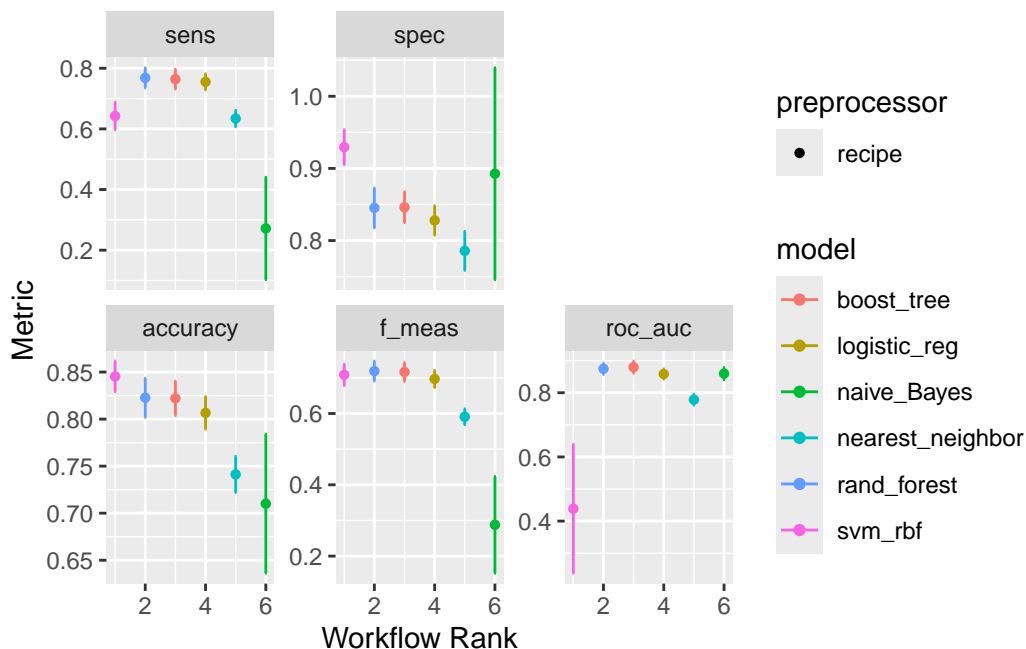 sens
spec
0.8
0.6
0.4
0.2
1.0
0.9
0.8
Metric
accuracy
f_meas
roc_auc
0.85
0.80
0.75
0.70
0.65
0.6
0.4
0.2
0.8
0.6
0.4
2 4 6
2 4 6
2 4 6
Workflow Rank
preprocessor
recipe
model
boost_tree
logistic_reg
naive_Bayes
nearest_neighbor
rand_forest
svm_rbf